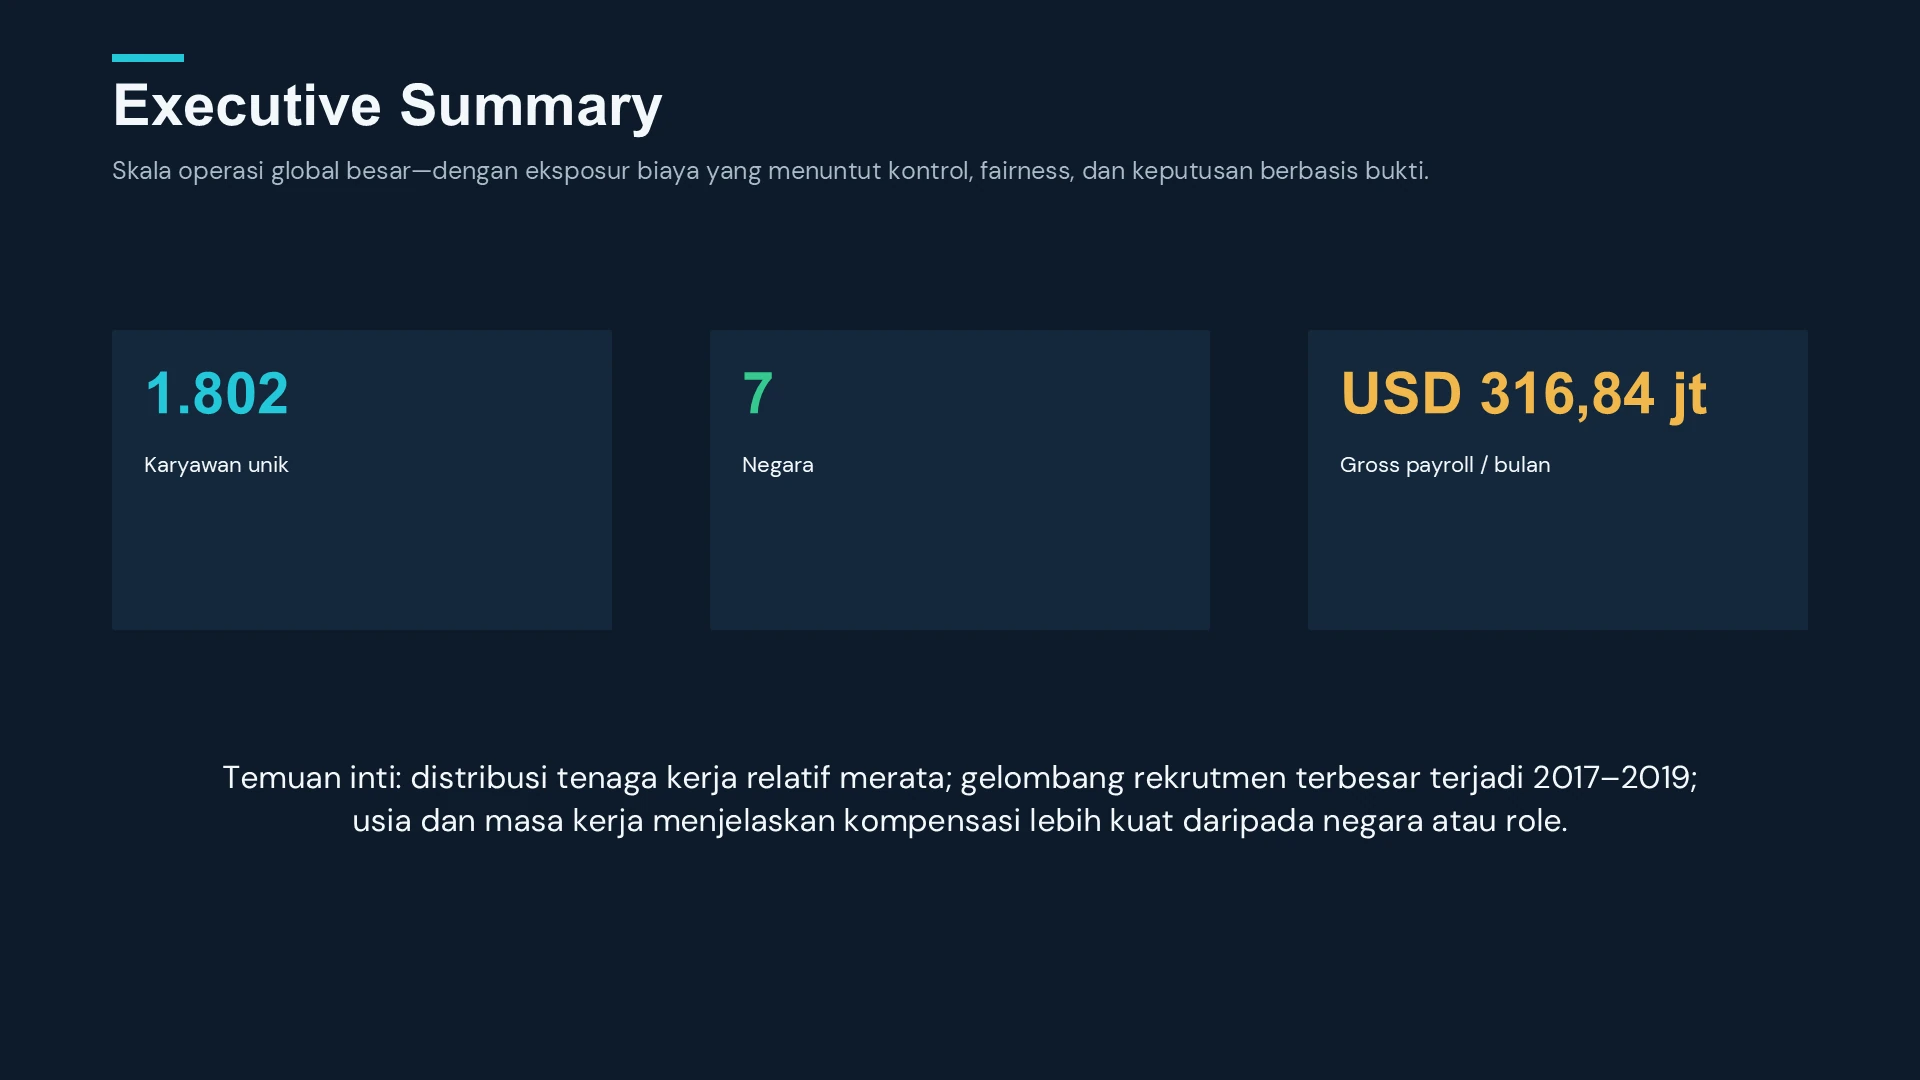 Executive Summary
Skala operasi global besar—dengan eksposur biaya yang menuntut kontrol, fairness, dan keputusan berbasis bukti.
1.802
Karyawan unik
7
Negara
USD 316,84 jt
Gross payroll / bulan
Temuan inti: distribusi tenaga kerja relatif merata; gelombang rekrutmen terbesar terjadi 2017–2019;
usia dan masa kerja menjelaskan kompensasi lebih kuat daripada negara atau role.